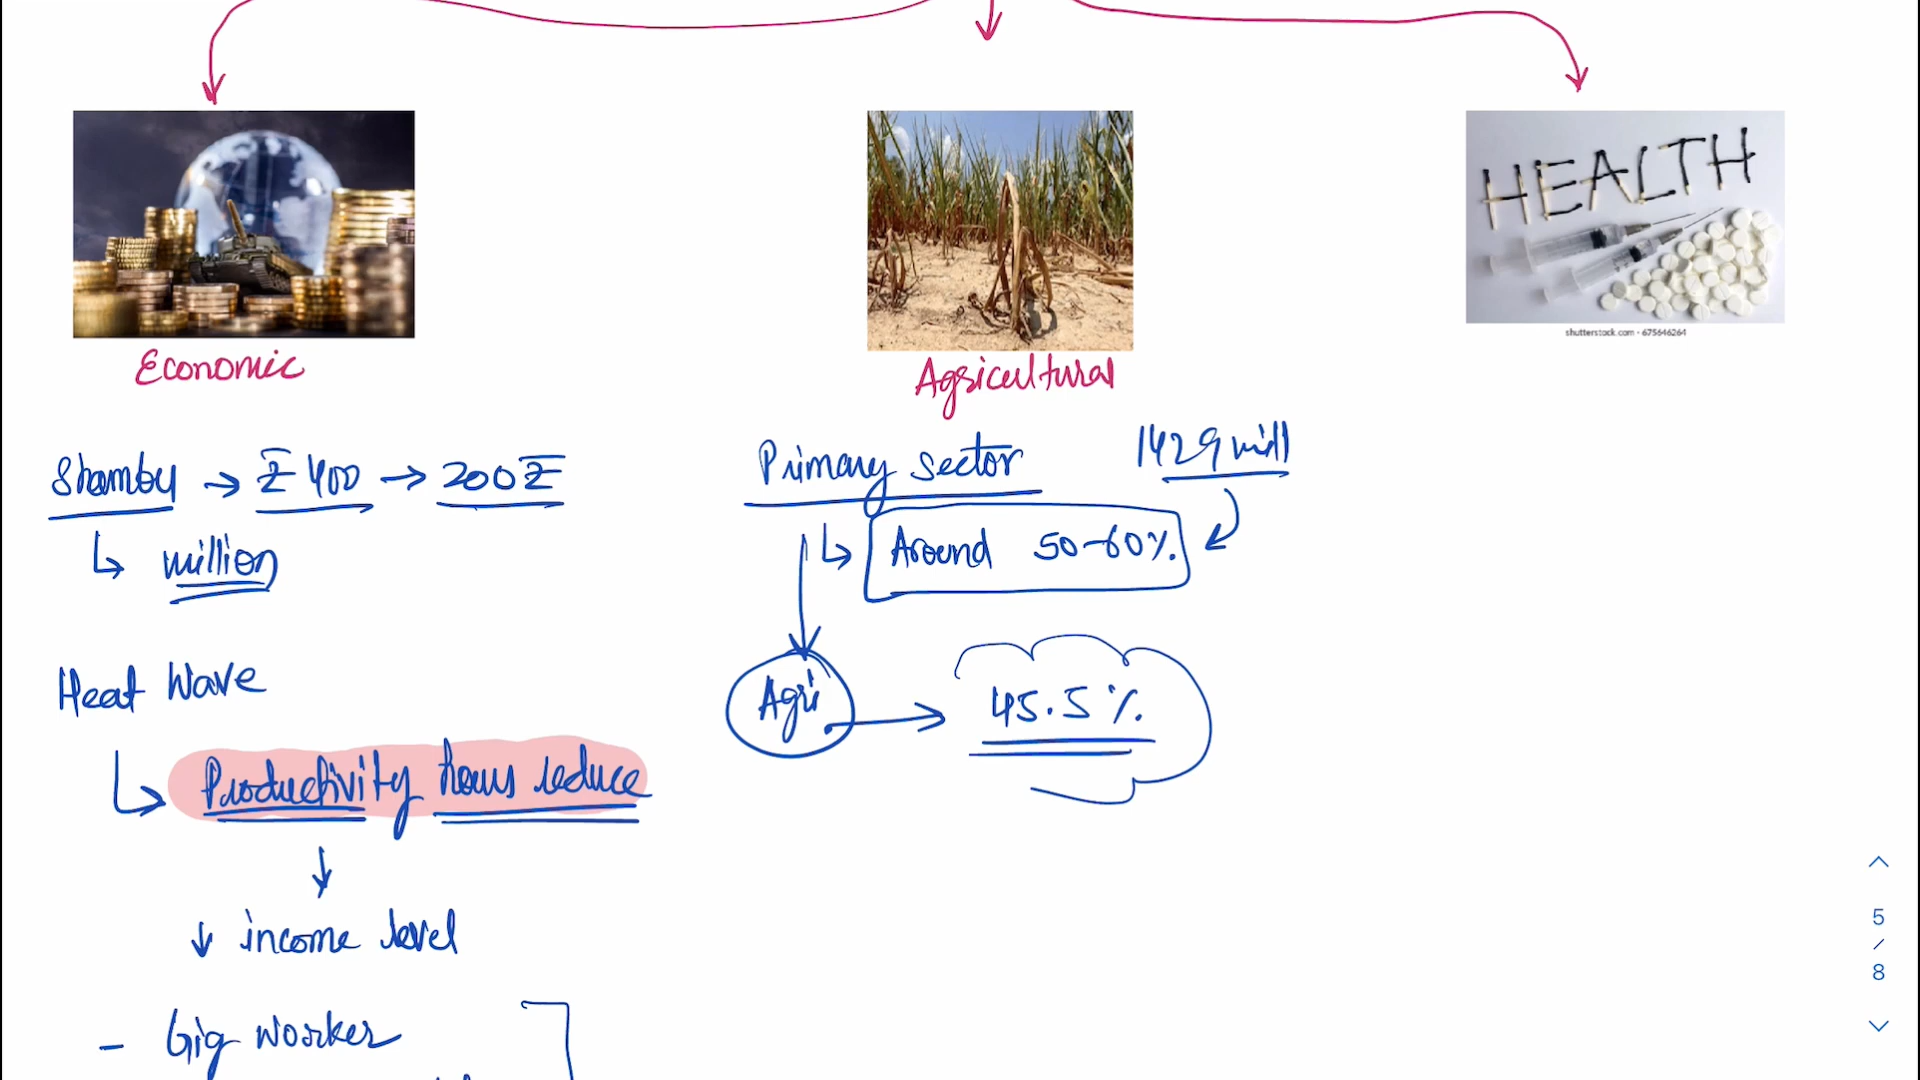 HEALTH
shutterstock.com · 675646264
Economic
Agricultural
→ ₹ 400 → 200 ₹
↳ million
Heat Wave
↳ Productivity hours reduce
↓
↓ income level
- Gig worker
Primary Sector
1429 mill
↳ Around 50-60%.
Agri → 45.5 %.
5
/
8